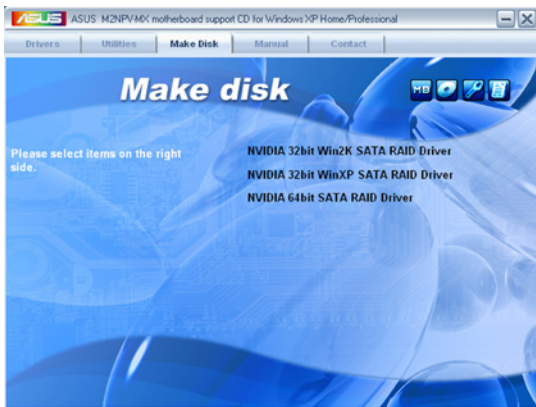 ASUS ASUS M2NPV-MX motherboard support CD for Windows XP Home/Professional
Drivers Utilities Make Disk Manual Contact
Make disk
MB
Please select items on the right
side.
NVIDIA 32bit Win2K SATA RAID Driver
NVIDIA 32bit WinXP SATA RAID Driver
NVIDIA 64bit SATA RAID Driver